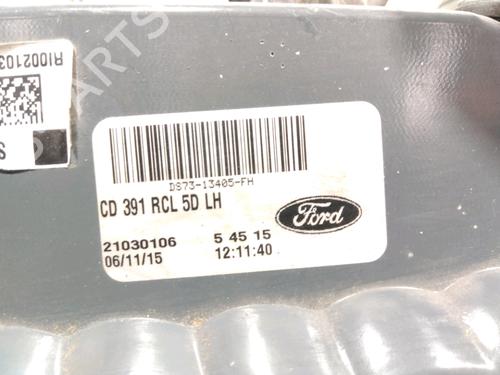 RI0002103
S
DS73-13405-FH
CD 391 RCL 5D LH
Ford
21030106 5 45 15
06/11/15 12:11:40